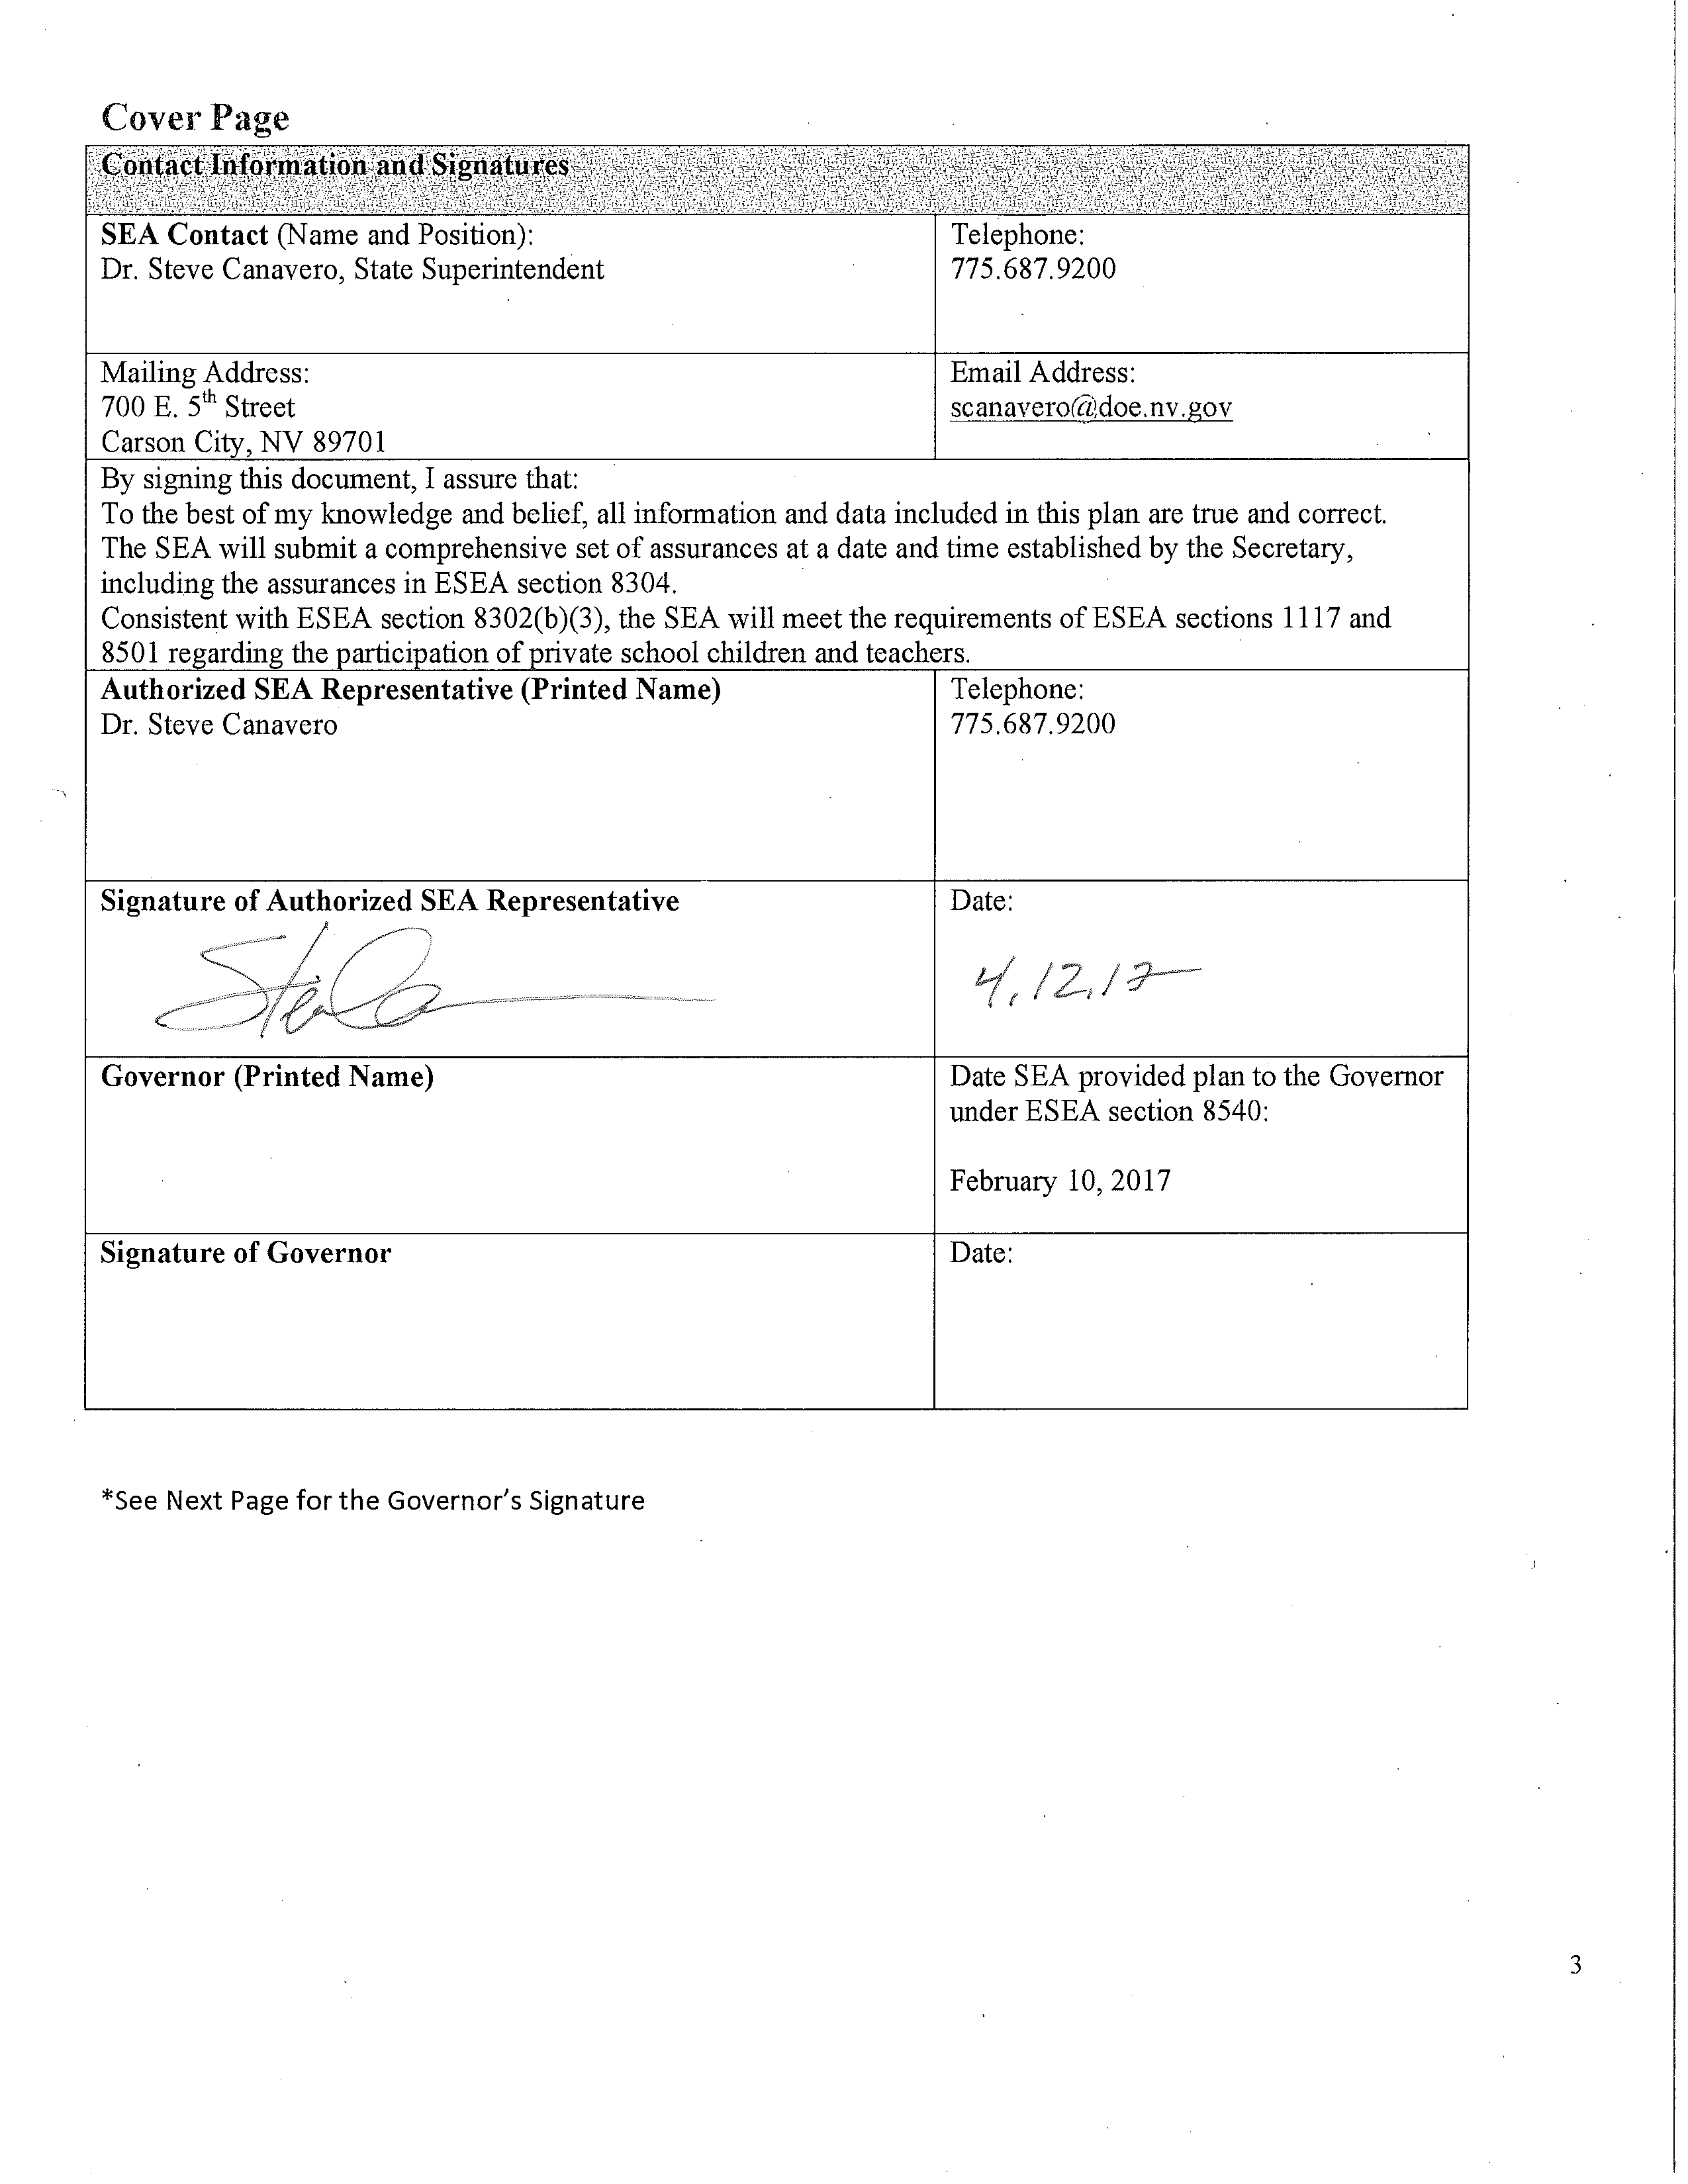 Cover Page
Contact Information and Signatures
SEA Contact (Name and Position):
Dr. Steve Canavero, State Superintendent
Telephone:
775.687.9200
Mailing Address:
700 E. 5th Street
Carson City, NV 89701
Email Address:
scanavero@doe.nv.gov
By signing this document, I assure that:
To the best of my knowledge and belief, all information and data included in this plan are true and correct.
The SEA will submit a comprehensive set of assurances at a date and time established by the Secretary,
including the assurances in ESEA section 8304.
Consistent with ESEA section 8302(b)(3), the SEA will meet the requirements of ESEA sections 1117 and
8501 regarding the participation of private school children and teachers.
Authorized SEA Representative (Printed Name)
Dr. Steve Canavero
Telephone:
775.687.9200
Signature of Authorized SEA Representative
Date:
4.12.17
Governor (Printed Name)
Date SEA provided plan to the Governor
under ESEA section 8540:
February 10, 2017
Signature of Governor
Date:
*See Next Page for the Governor's Signature
3